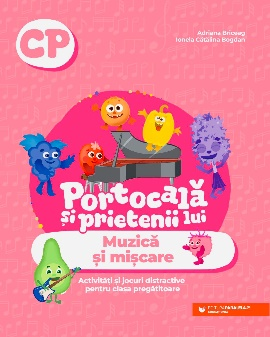 CP
Adriana Briceag
Ionela Cătălina Bogdan
Portocală
și prietenii lui
Muzică
și mișcare
Activități și jocuri distractive
pentru clasa pregătitoare